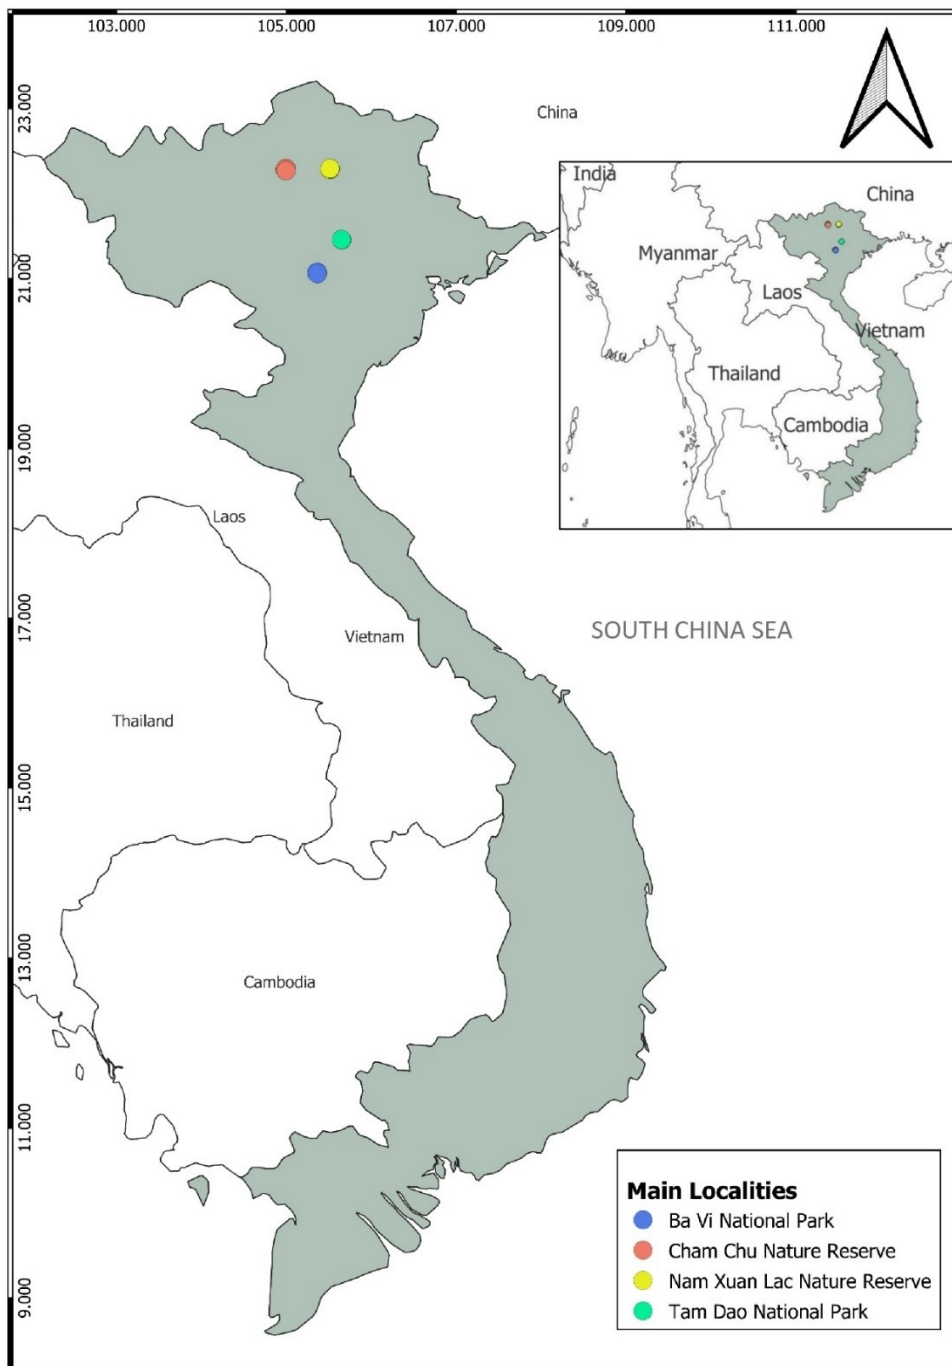 103.000
105.000
107.000
109.000
111.000
23.000
21.000
19.000
17.000
15.000
13.000
11.000
9.000
China
India
China
Myanmar
Laos
Vietnam
Thailand
Cambodia
Laos
Vietnam
SOUTH CHINA SEA
Thailand
Cambodia
Main Localities
Ba Vi National Park
Cham Chu Nature Reserve
Nam Xuan Lac Nature Reserve
Tam Dao National Park